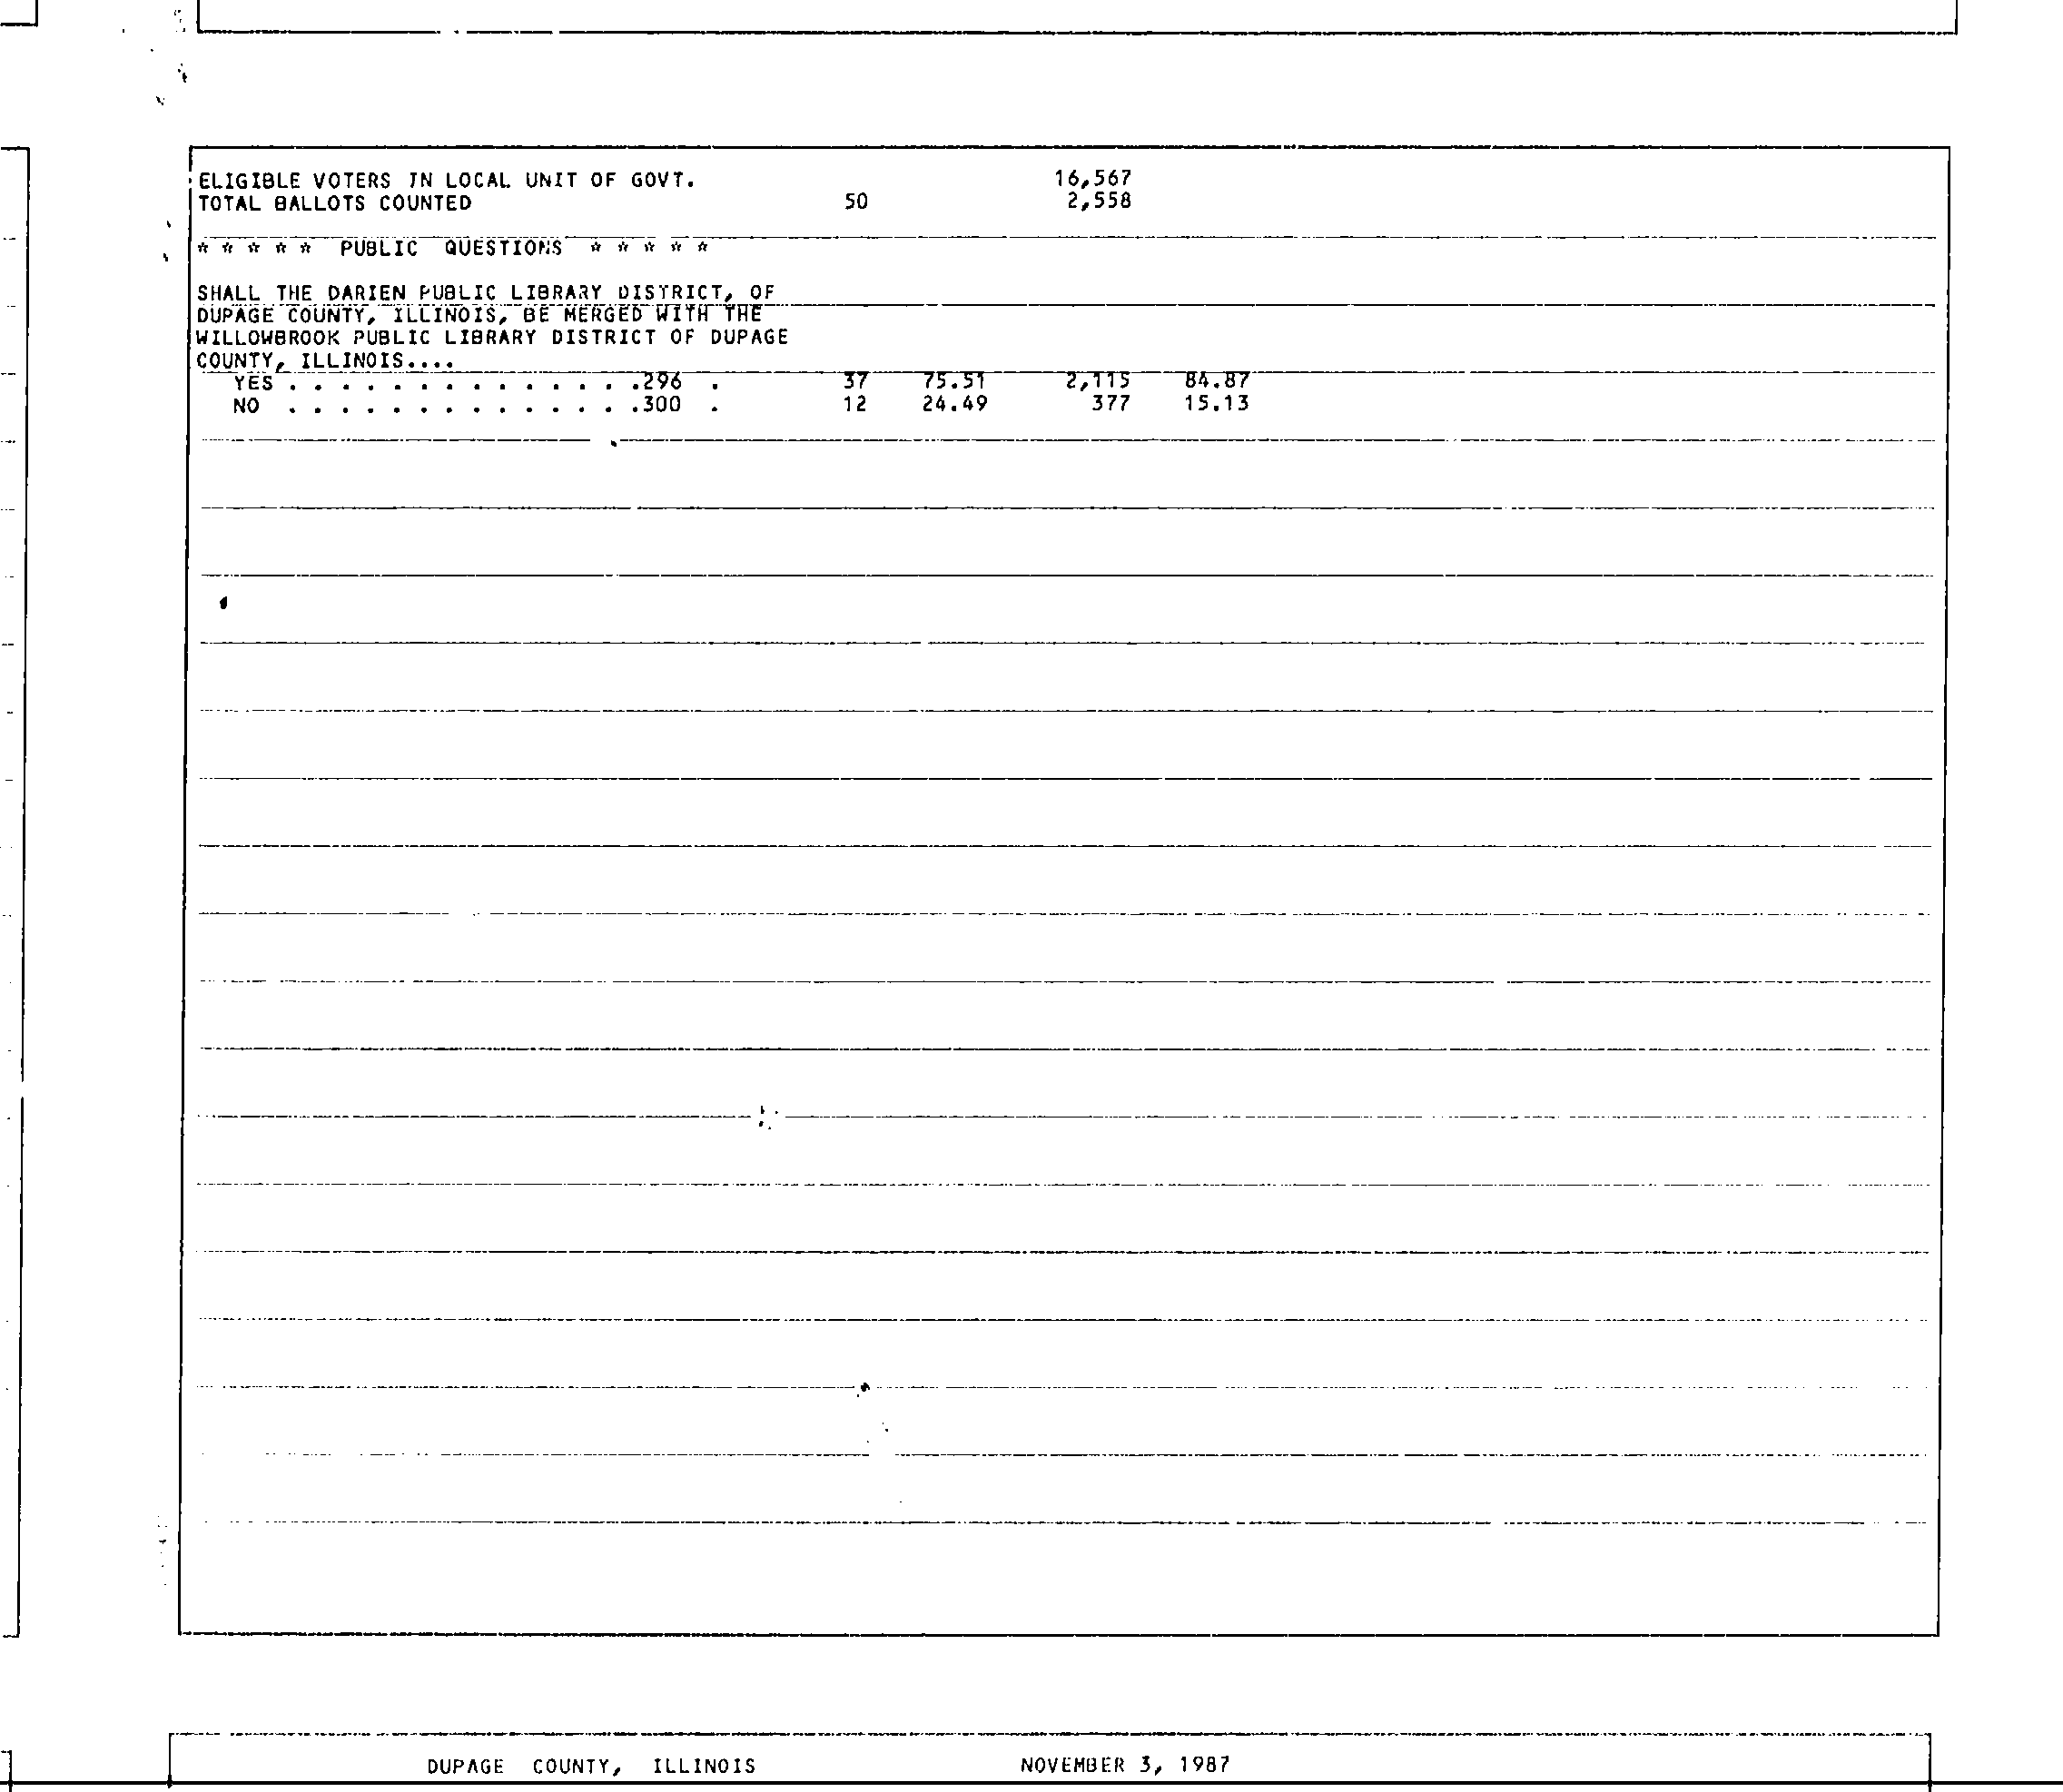 ELIGIBLE VOTERS IN LOCAL UNIT OF GOVT. 16,567
TOTAL BALLOTS COUNTED 50 2,558
* * * * * PUBLIC QUESTIONS * * * * *
SHALL THE DARIEN PUBLIC LIBRARY DISTRICT, OF
DUPAGE COUNTY, ILLINOIS, BE MERGED WITH THE
WILLOWBROOK PUBLIC LIBRARY DISTRICT OF DUPAGE
COUNTY, ILLINOIS....
YES . . . . . . . . . . . . . .296 . 37 75.51 2,115 84.87
NO . . . . . . . . . . . . . .300 . 12 24.49 377 15.13
DUPAGE COUNTY, ILLINOIS NOVEMBER 3, 1987